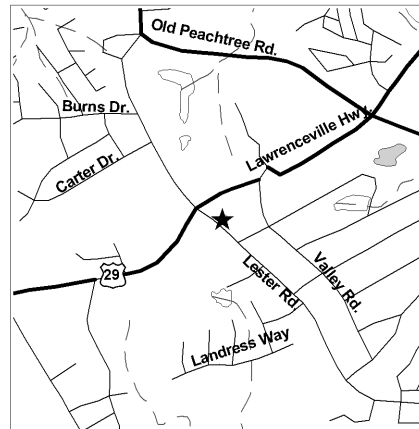 Old Peachtree Rd.
Burns Dr.
Lawrenceville Hwy.
Carter Dr.
29
Lester Rd
Valley Rd.
Landress Way